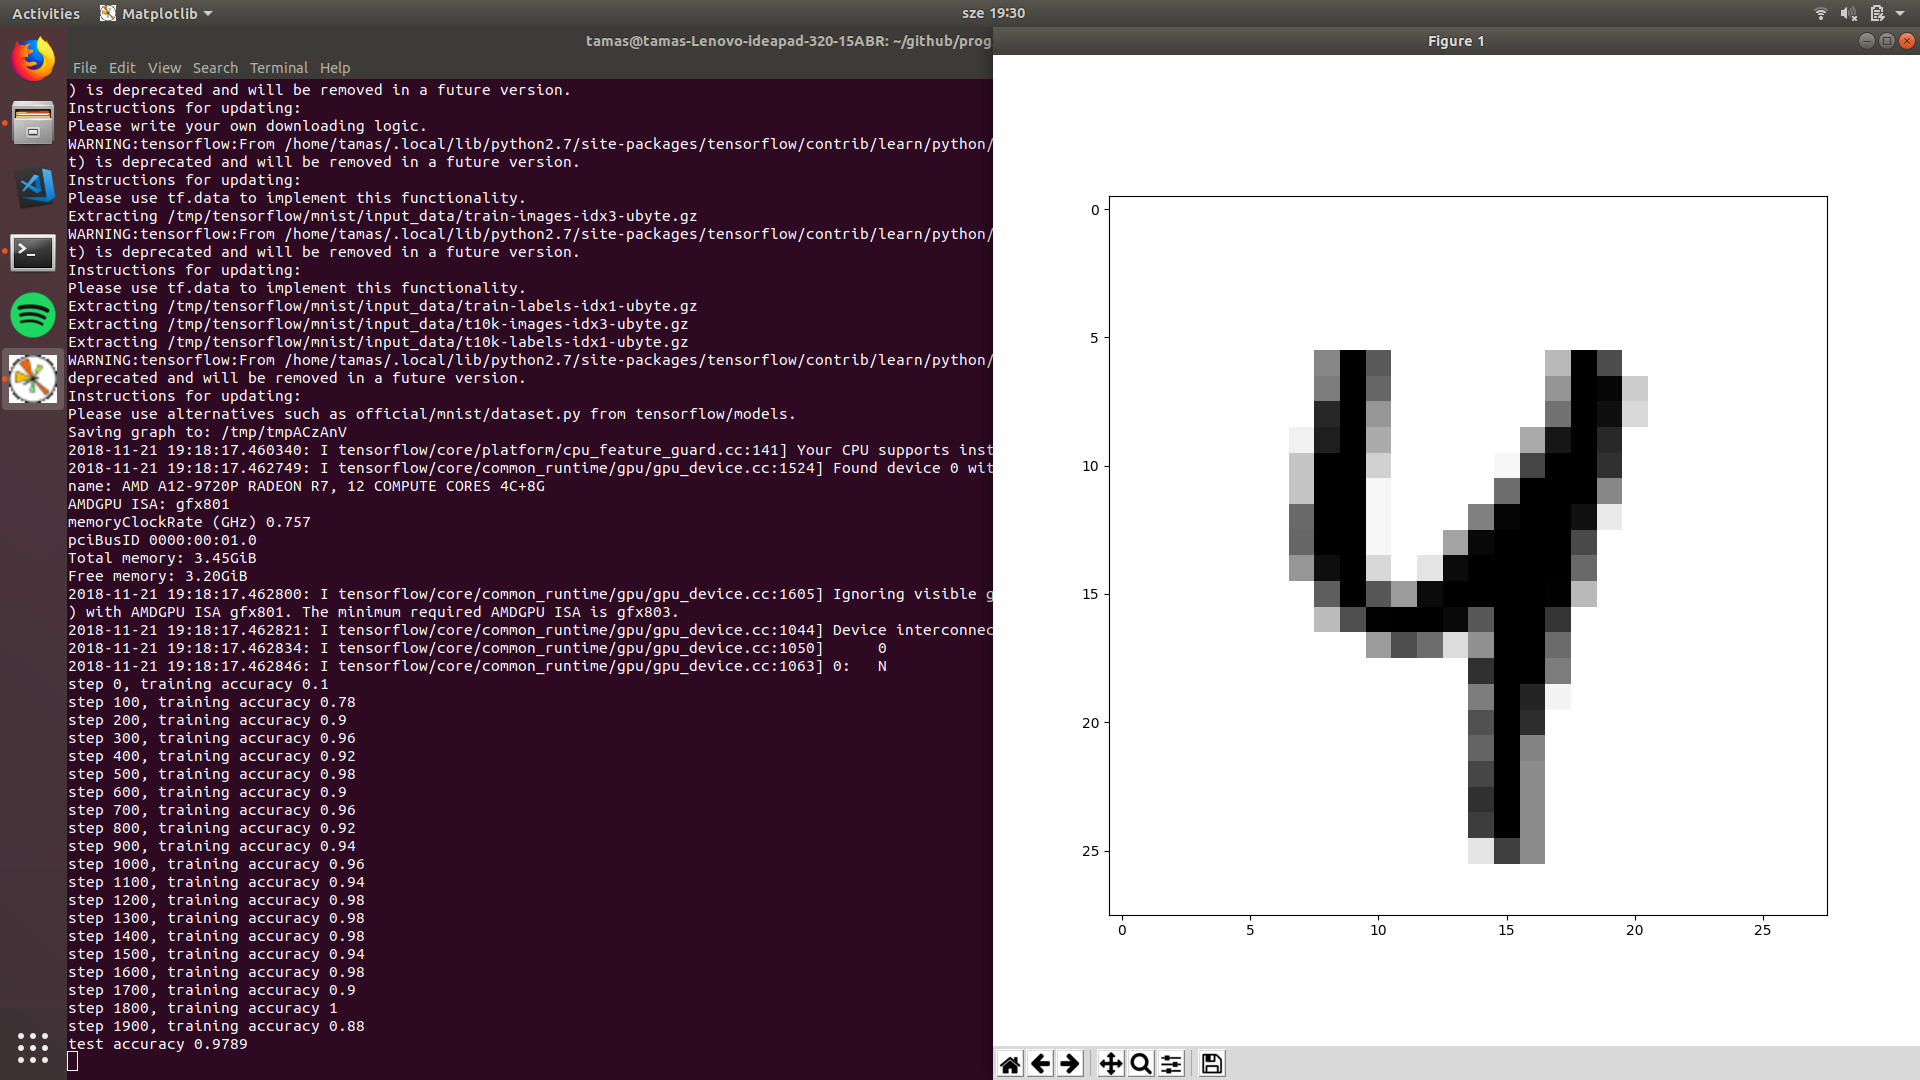 Activities Matplotlib sze 19:30
tamas@tamas-Lenovo-ideapad-320-15ABR: ~/github/prog
File Edit View Search Terminal Help
) is deprecated and will be removed in a future version.
Instructions for updating:
Please write your own downloading logic.
WARNING:tensorflow:From /home/tamas/.local/lib/python2.7/site-packages/tensorflow/contrib/learn/python/
t) is deprecated and will be removed in a future version.
Instructions for updating:
Please use tf.data to implement this functionality.
Extracting /tmp/tensorflow/mnist/input_data/train-images-idx3-ubyte.gz
WARNING:tensorflow:From /home/tamas/.local/lib/python2.7/site-packages/tensorflow/contrib/learn/python/
t) is deprecated and will be removed in a future version.
Instructions for updating:
Please use tf.data to implement this functionality.
Extracting /tmp/tensorflow/mnist/input_data/train-labels-idx1-ubyte.gz
Extracting /tmp/tensorflow/mnist/input_data/t10k-images-idx3-ubyte.gz
Extracting /tmp/tensorflow/mnist/input_data/t10k-labels-idx1-ubyte.gz
WARNING:tensorflow:From /home/tamas/.local/lib/python2.7/site-packages/tensorflow/contrib/learn/python/
deprecated and will be removed in a future version.
Instructions for updating:
Please use alternatives such as official/mnist/dataset.py from tensorflow/models.
Saving graph to: /tmp/tmpACzAnV
2018-11-21 19:18:17.460340: I tensorflow/core/platform/cpu_feature_guard.cc:141] Your CPU supports inst
2018-11-21 19:18:17.462749: I tensorflow/core/common_runtime/gpu/gpu_device.cc:1524] Found device 0 wit
name: AMD A12-9720P RADEON R7, 12 COMPUTE CORES 4C+8G
AMDGPU ISA: gfx801
memoryClockRate (GHz) 0.757
pciBusID 0000:00:01.0
Total memory: 3.45GiB
Free memory: 3.20GiB
2018-11-21 19:18:17.462800: I tensorflow/core/common_runtime/gpu/gpu_device.cc:1605] Ignoring visible g
) with AMDGPU ISA gfx801. The minimum required AMDGPU ISA is gfx803.
2018-11-21 19:18:17.462821: I tensorflow/core/common_runtime/gpu/gpu_device.cc:1044] Device interconnec
2018-11-21 19:18:17.462834: I tensorflow/core/common_runtime/gpu/gpu_device.cc:1050]      0
2018-11-21 19:18:17.462846: I tensorflow/core/common_runtime/gpu/gpu_device.cc:1063] 0:   N
step 0, training accuracy 0.1
step 100, training accuracy 0.78
step 200, training accuracy 0.9
step 300, training accuracy 0.96
step 400, training accuracy 0.92
step 500, training accuracy 0.98
step 600, training accuracy 0.9
step 700, training accuracy 0.96
step 800, training accuracy 0.92
step 900, training accuracy 0.94
step 1000, training accuracy 0.96
step 1100, training accuracy 0.94
step 1200, training accuracy 0.98
step 1300, training accuracy 0.98
step 1400, training accuracy 0.98
step 1500, training accuracy 0.94
step 1600, training accuracy 0.98
step 1700, training accuracy 0.9
step 1800, training accuracy 1
step 1900, training accuracy 0.88
test accuracy 0.9789
Figure 1
0
5
10
15
20
25
0 5 10 15 20 25
4